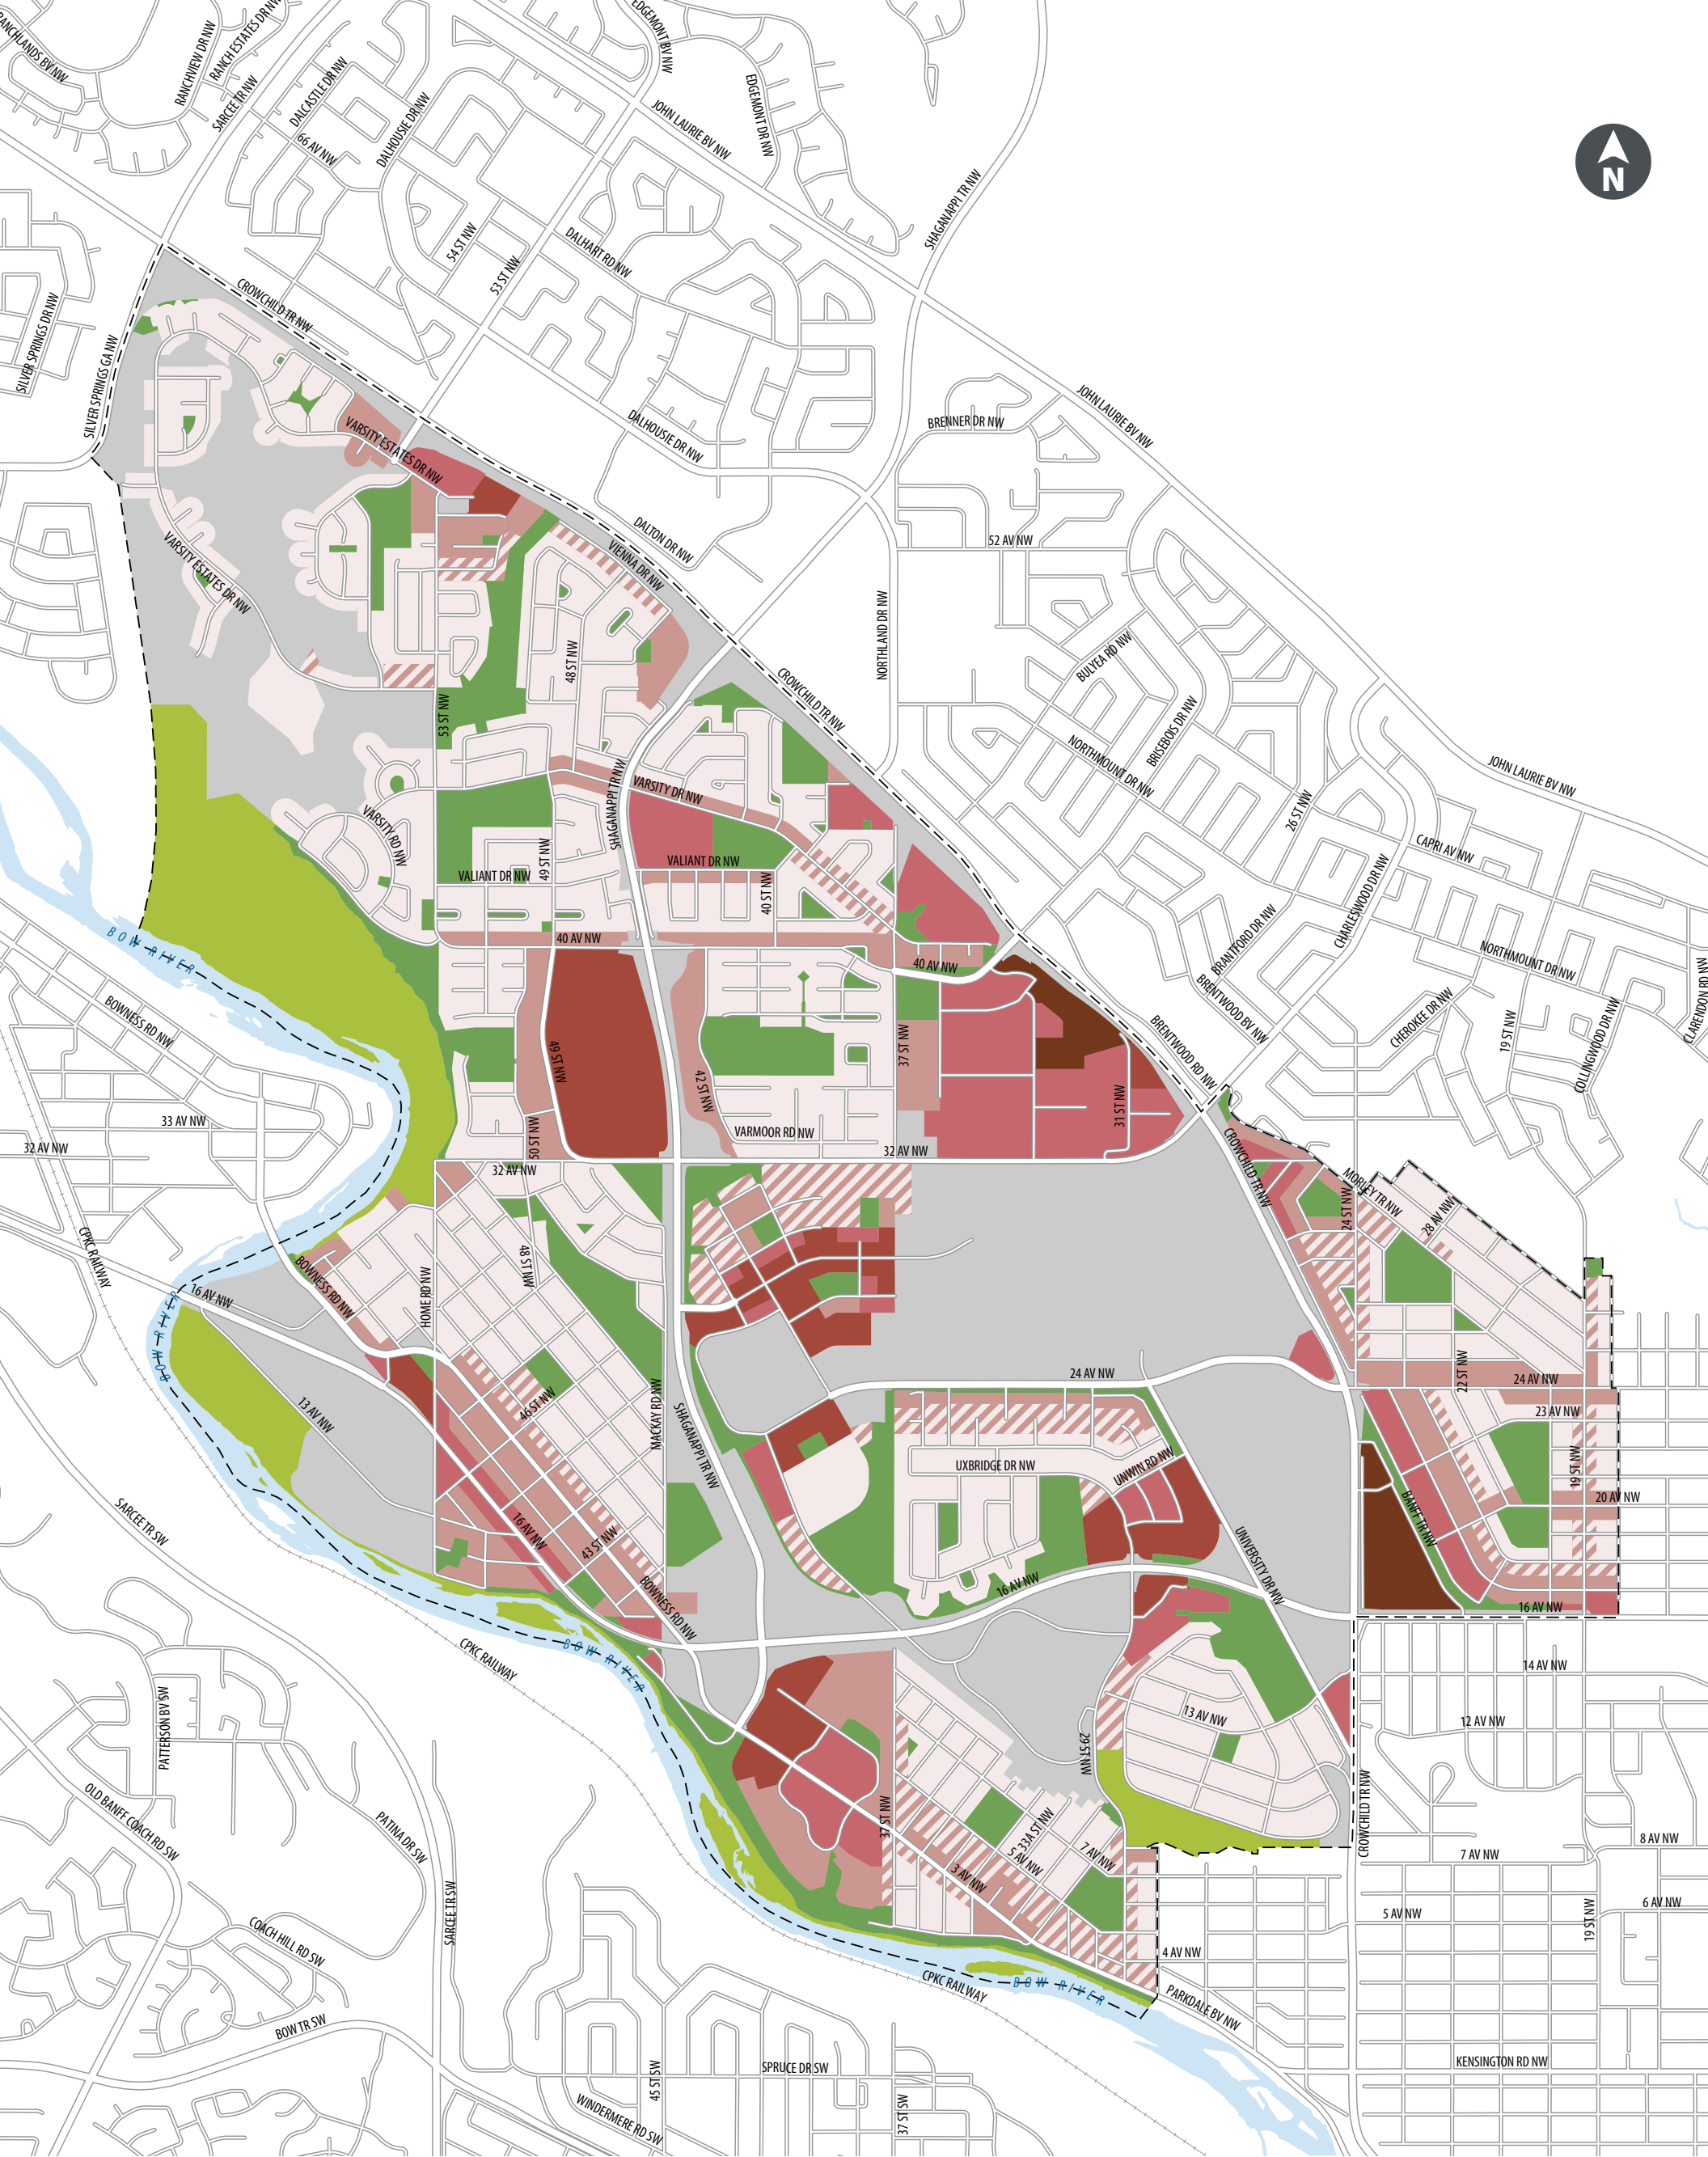 RANCHLANDS BV NW
RANCHVIEW DR NW
RANCH ESTATES DR NW
SARCEE TR NW
DALCASTLE DR NW
66 AV NW
DALHOUSIE DR NW
EDGEMONT BV NW
EDGEMONT DR NW
JOHN LAURIE BV NW
SHAGANAPPI TR NW
N
54 ST NW
53 ST NW
DALHART RD NW
SILVER SPRINGS DR NW
SILVER SPRINGS GA NW
CROWCHILD TR NW
VARSITY ESTATES DR NW
DALHOUSIE DR NW
BRENNER DR NW
JOHN LAURIE BV NW
DALTON DR NW
VIENNA DR NW
52 AV NW
VARSITY ESTATES DR NW
NORTHLAND DR NW
48 ST NW
53 ST NW
BULYEA RD NW
CROWCHILD TR NW
BRISEBOIS DR NW
NORTHMOUNT DR NW
JOHN LAURIE BV NW
VARSITY DR NW
SHAGANAPPI TR NW
VARSITY RD NW
26 ST NW
CAPRI AV NW
VALIANT DR NW
VALIANT DR NW
49 ST NW
40 ST NW
CHARLESWOOD DR NW
BOW RIVER
40 AV NW
40 AV NW
BRANTFORD DR NW
BRENTWOOD BV NW
NORTHMOUNT DR NW
CLARENDON RD NW
BOWNESS RD NW
CHEROKEE DR NW
19 ST NW
COLLINGWOOD DR NW
BRENTWOOD RD NW
37 ST NW
49 ST NW
42 ST NW
31 ST NW
33 AV NW
32 AV NW
50 ST NW
VARMOOR RD NW
32 AV NW
32 AV NW
CROWCHILD TR NW
MORLEY TR NW
24 ST NW
28 AV NW
CPKC RAILWAY
48 ST NW
BOWNESS RD NW
HOME RD NW
16 AV NW
BOW RIVER
24 AV NW
22 ST NW
24 AV NW
23 AV NW
13 AV NW
46 ST NW
MACKAY RD NW
SHAGANAPPI TR NW
UXBRIDGE DR NW
UNWIN RD NW
19 ST NW
20 AV NW
BANFF TR NW
SARCEE TR SW
16 AV NW
43 ST NW
UNIVERSITY DR NW
BOWNESS RD NW
16 AV NW
16 AV NW
CPKC RAILWAY
BOW RIVER
14 AV NW
PATTERSON BV SW
13 AV NW
12 AV NW
29 ST NW
OLD BANFF COACH RD SW
PATINA DR SW
37 ST NW
33A ST NW
5 AV NW
7 AV NW
3 AV NW
CROWCHILD TR NW
8 AV NW
7 AV NW
6 AV NW
5 AV NW
19 ST NW
SARCEE TR SW
COACH HILL RD SW
4 AV NW
CPKC RAILWAY
BOW RIVER
PARKDALE BV NW
BOW TR SW
KENSINGTON RD NW
45 ST SW
SPRUCE DR SW
WINDERMERE RD SW
37 ST SW